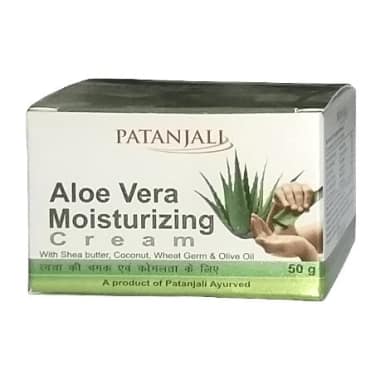 PATANJALI
Aloe Vera
Moisturizing
Cream
With Shea butter, Coconut, Wheat Germ & Olive Oil
त्वचा की चमक एवं कोमलता के लिए
50 g
A product of Patanjali Ayurved